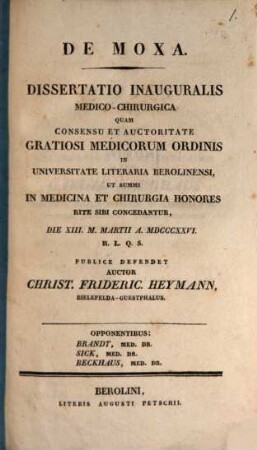 1.
DE MOXA.
DISSERTATIO INAUGURALIS
MEDICO-CHIRURGICA
QUAM
CONSENSU ET AUCTORITATE
GRATIOSI MEDICORUM ORDINIS
IN
UNIVERSITATE LITERARIA BEROLINENSI,
UT SUMMI
IN MEDICINA ET CHIRURGIA HONORES
RITE SIBI CONCEDANTUR,
DIE XIII. M. MARTII A. MDCCCXXVI.
H. L. Q. S.
PUBLICE DEFENDET
AUCTOR
CHRIST. FRIDERIC. HEYMANN,
BIELEFELDA-GUESTPHALUS.
OPPONENTIBUS:
BRANDT, MED. DR.
SICK, MED. DR.
BECKHAUS, MED. DR.
BEROLINI,
LITERIS AUGUSTI PETSCHII.